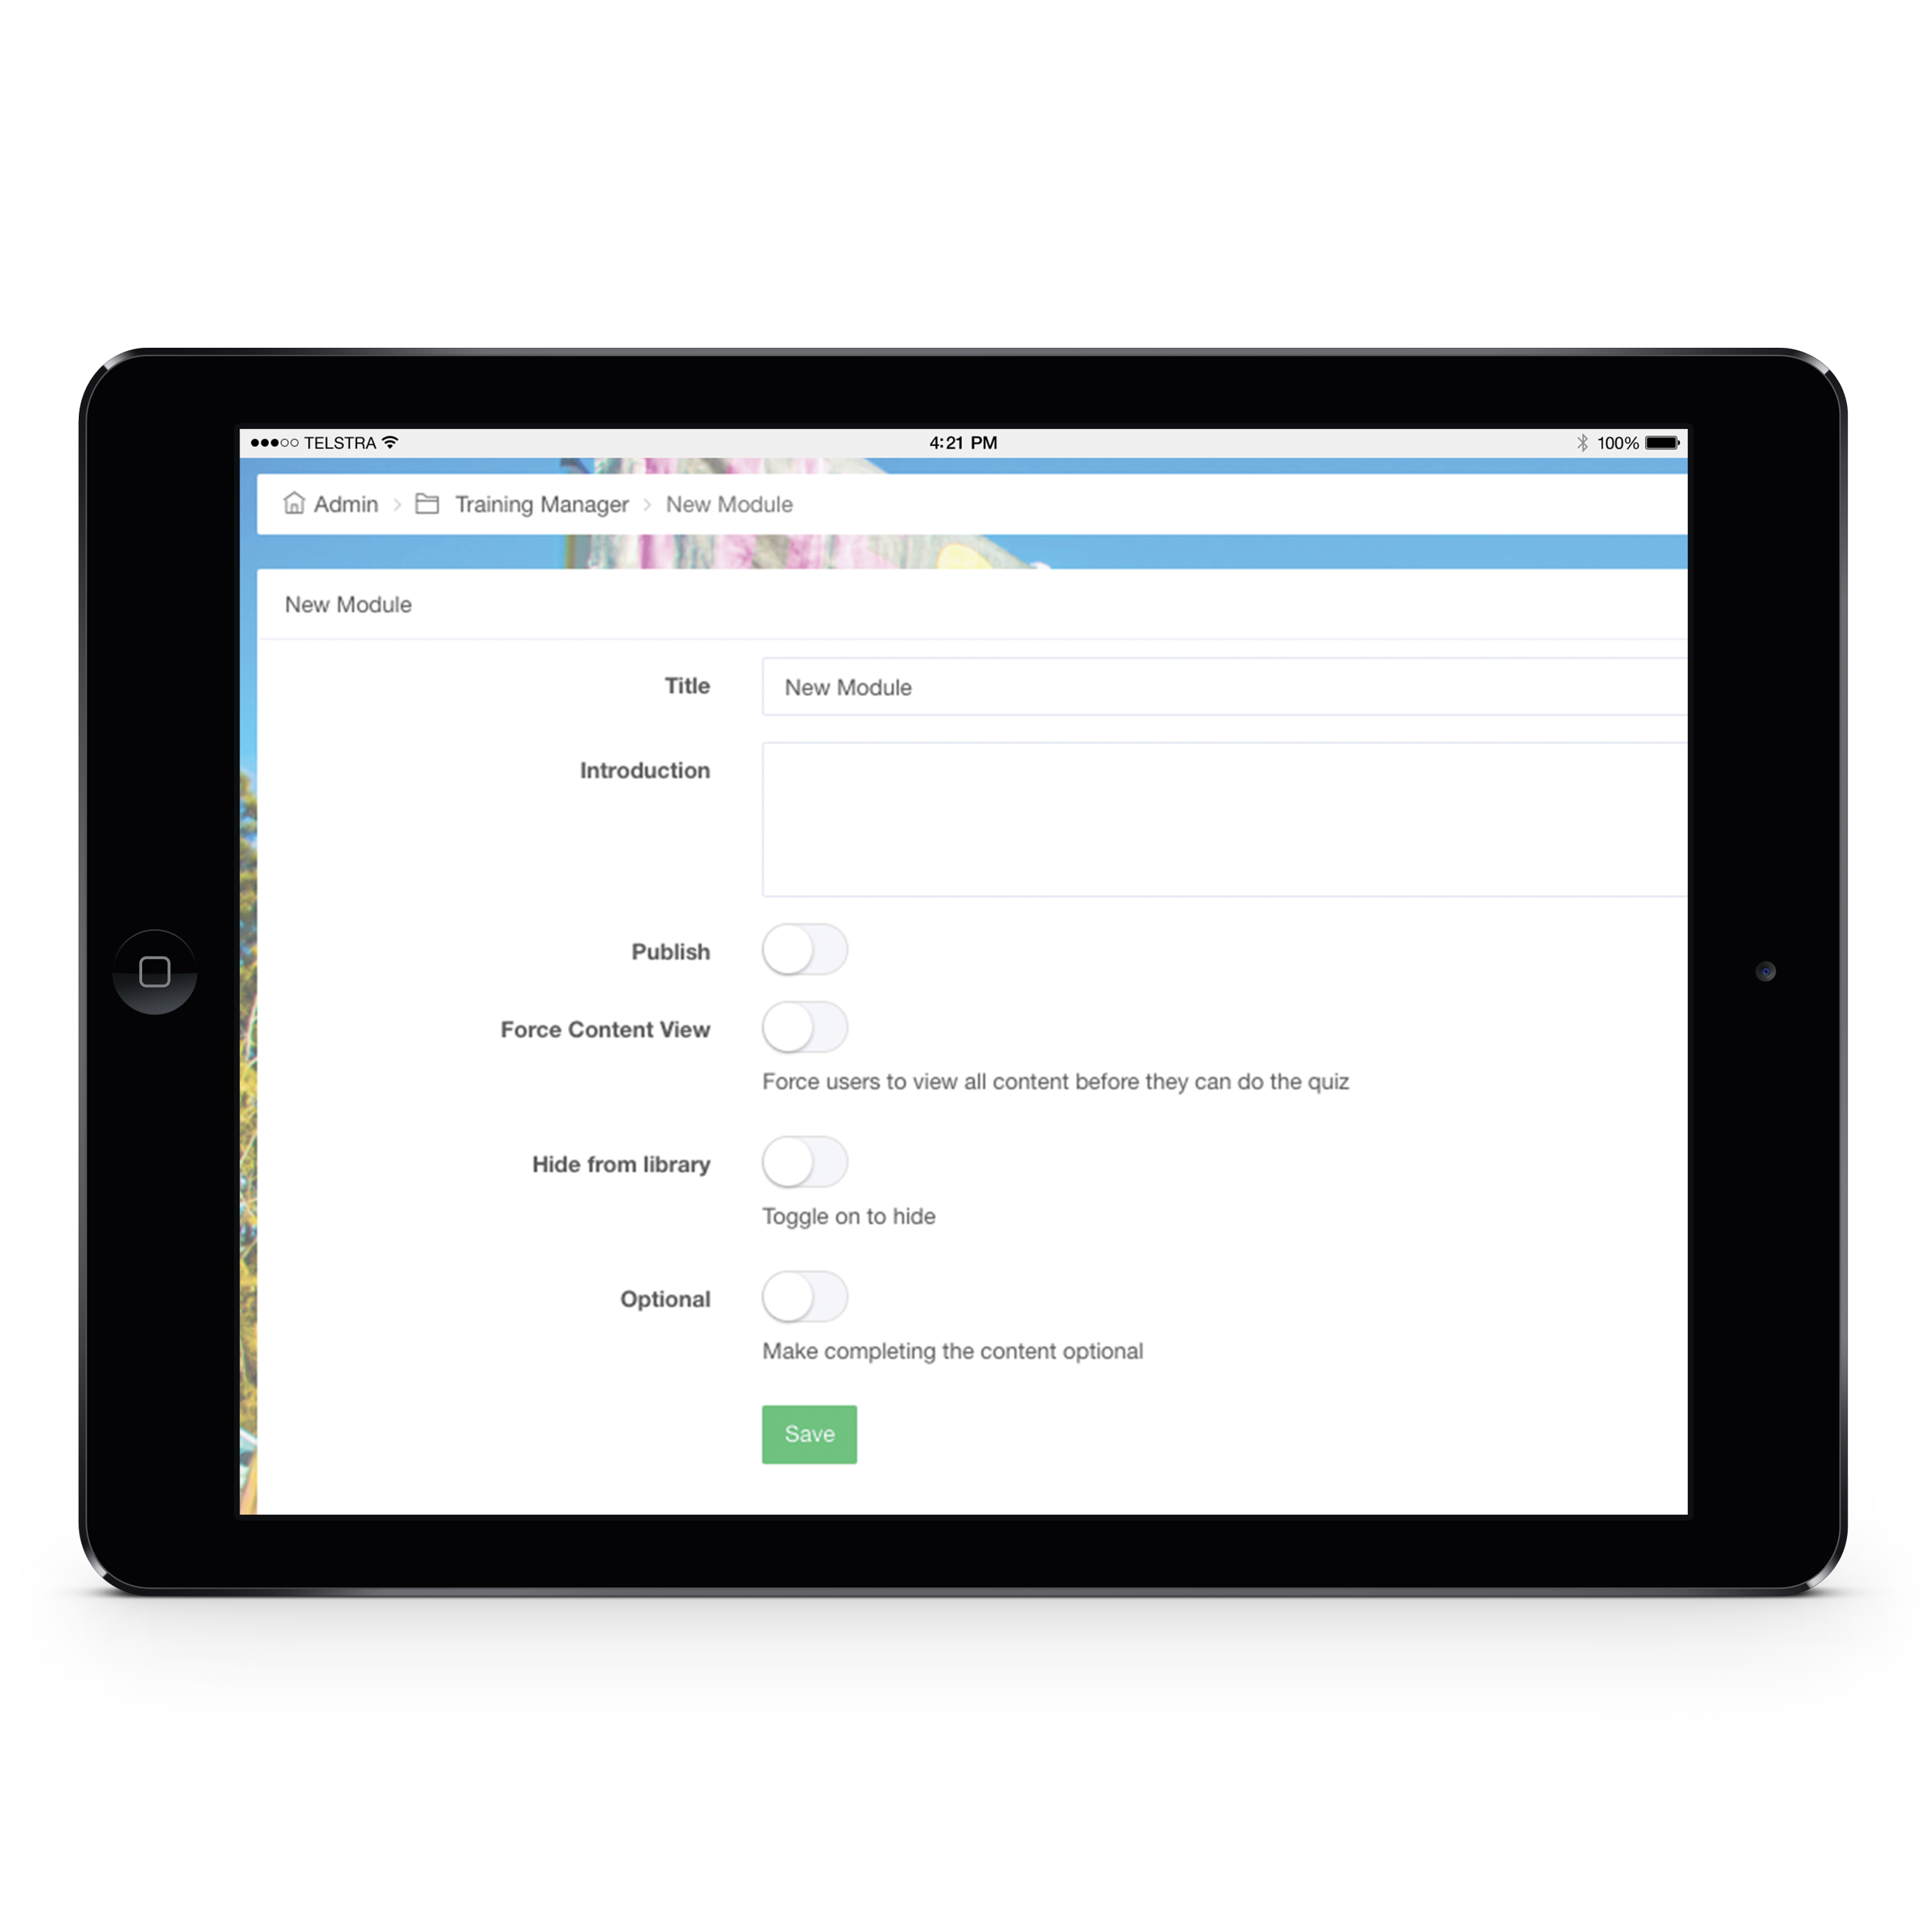 TELSTRA 4:21 PM 100%
Admin > Training Manager > New Module
New Module
Title New Module
Introduction
Publish
Force Content View
Force users to view all content before they can do the quiz
Hide from library
Toggle on to hide
Optional
Make completing the content optional
Save